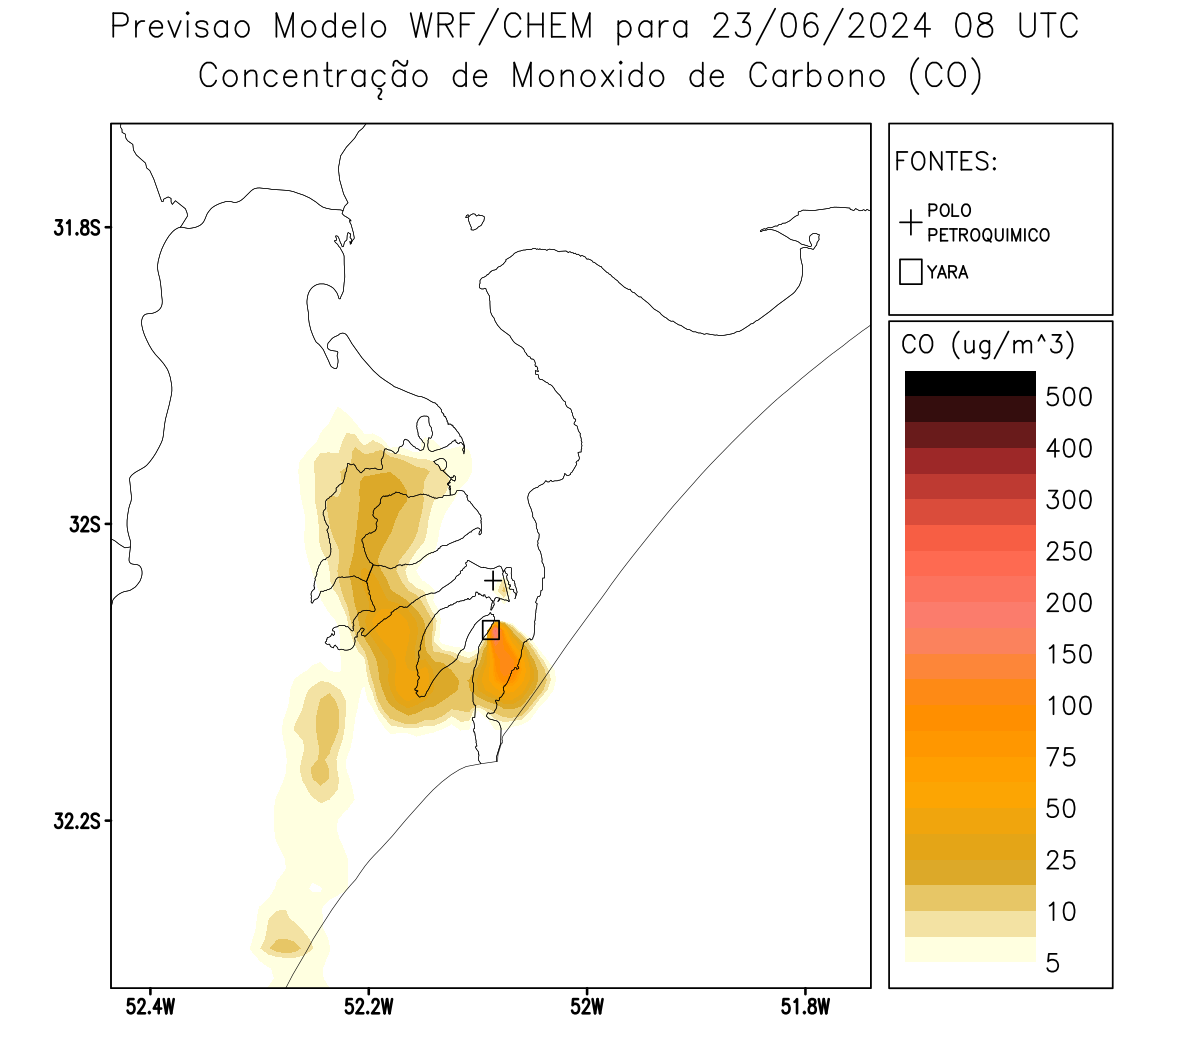 Previsao Modelo WRF/CHEM para 23/06/2024 08 UTC
Concentração de Monoxido de Carbono (CO)
FONTES:
POLO
PETROQUIMICO
YARA
CO (ug/m^3)
500
400
300
250
200
150
100
75
50
25
10
5
31.8S
32S
32.2S
52.4W
52.2W
52W
51.8W